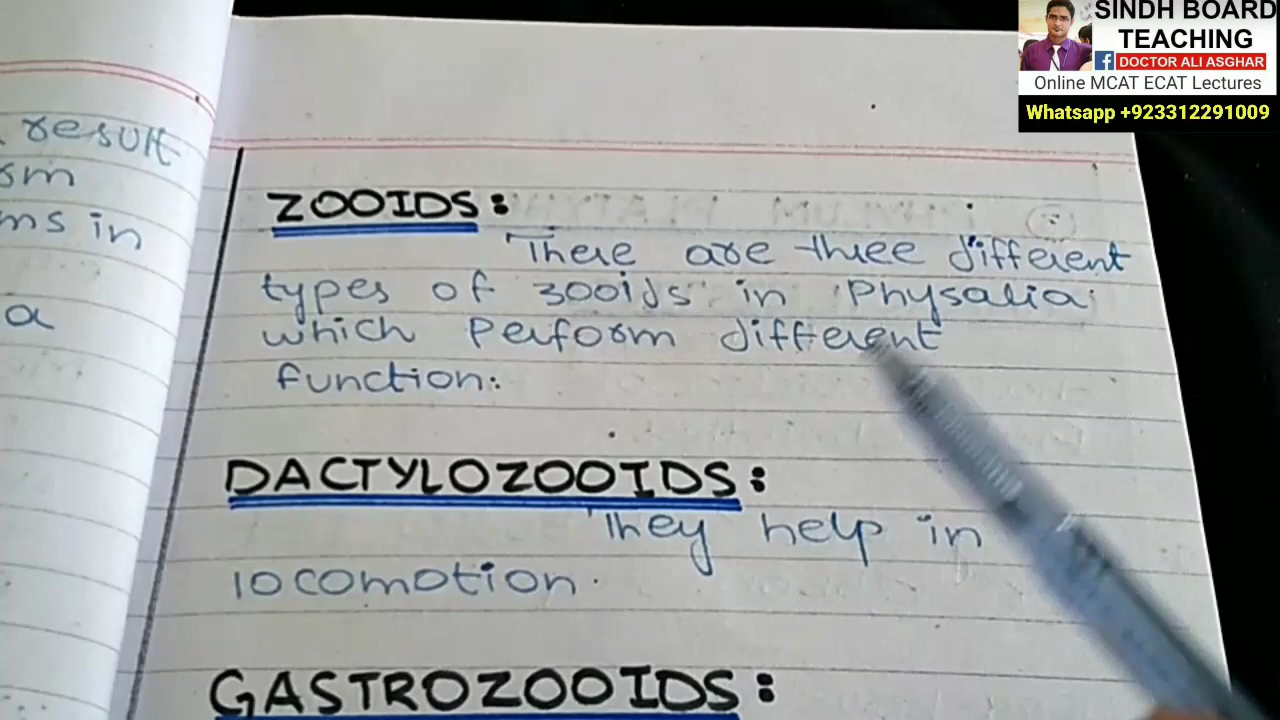 SINDH BOARD
TEACHING
DOCTOR ALI ASGHAR
Online MCAT ECAT Lectures
Whatsapp +923312291009
result
sm
ms in
a
ZOOIDS:
There are three different
types of zooids in Physalia
which Perform different
function:
DACTYLOZOOIDS:
They help in
locomotion.
GASTROZOOIDS: